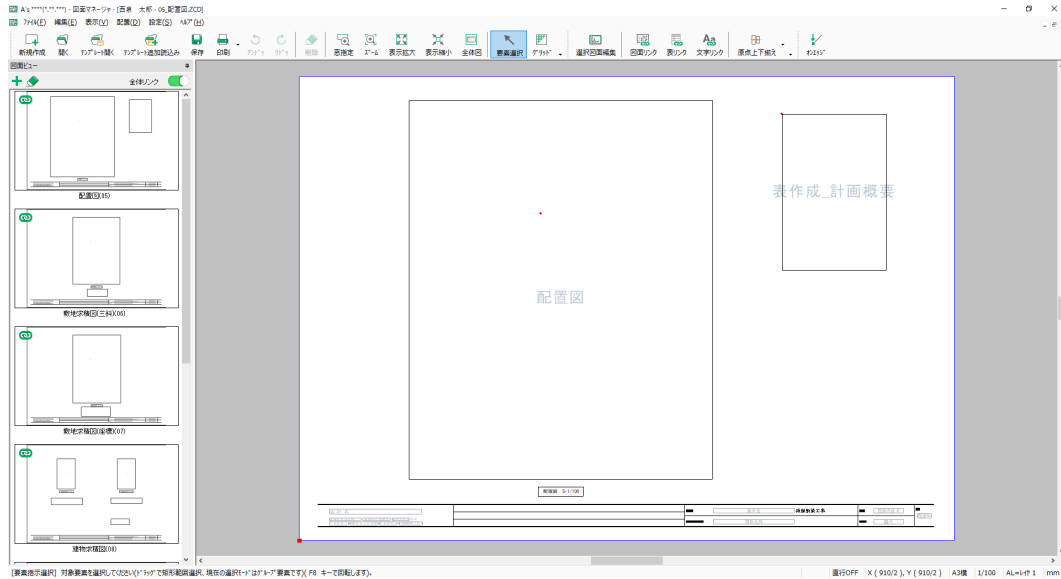 A's ****(*.**.***) - 図面マネージャ - [西泉　太郎 - 05_配置図.ZCD]
ﾌｧｲﾙ(F) 編集(E) 表示(V) 配置(D) 設定(S) ﾍﾙﾌﾟ(H)
新規作成 開く ﾃﾝﾌﾟﾚｰﾄ開く ﾃﾝﾌﾟﾚｰﾄ追加読込み 保存 印刷 ｱﾝﾄﾞｩ ﾘﾄﾞｩ 削除 窓指定 ｽﾞｰﾑ 表示拡大 表示縮小 全体図 要素選択 ｸﾞﾘｯﾄﾞ 選択図面編集 図面ﾘﾝｸ 表ﾘﾝｸ 文字ﾘﾝｸ 原点上下揃え ｵﾝｴｯｼﾞ
図面ビュー
全体リンク
配置図(05)
敷地求積図(三斜)(06)
敷地求積図(座標)(07)
建物求積図(08)
配置図
表作成_計画概要
配置図 S-1/100
[要素指示選択] 対象要素を選択してください(ﾄﾞﾗｯｸﾞで矩形範囲選択、現在の選択ﾓｰﾄﾞはｸﾞﾙｰﾌﾟ要素です)( F8 キーで回転します)。
直行OFF X ( 910/2 ), Y ( 910/2 ) A3横 1/100 AL=ﾚｲﾔ 1 mm